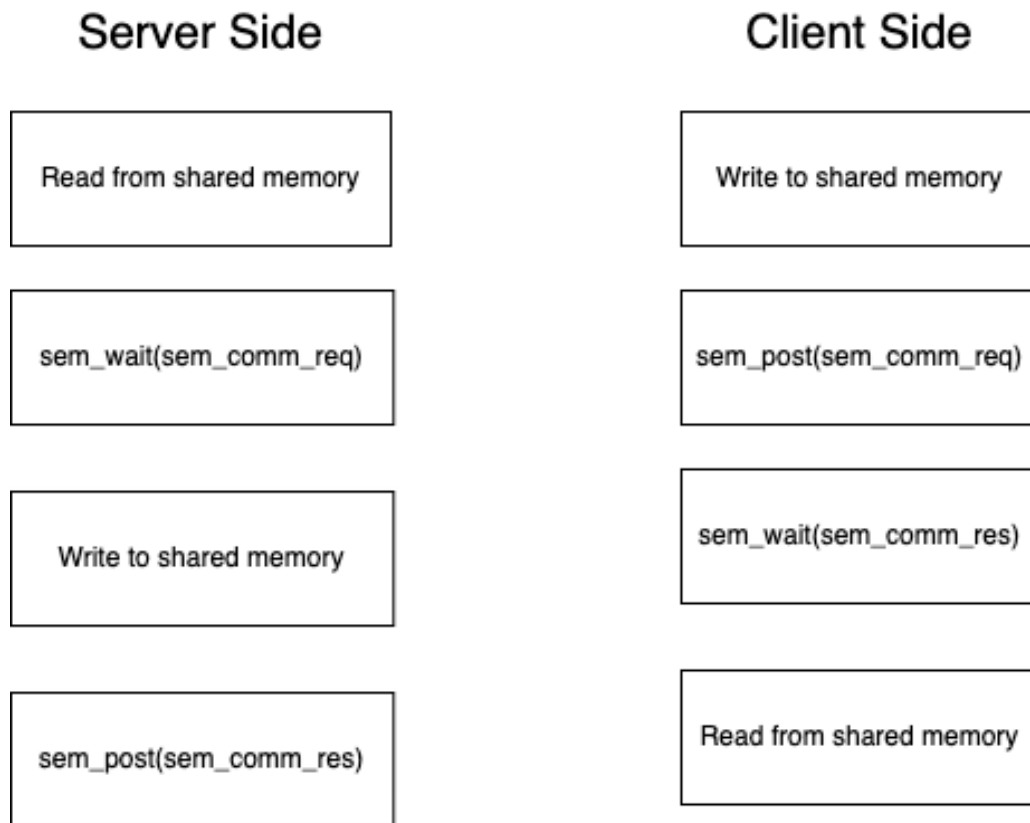 Server Side
Client Side
Read from shared memory
Write to shared memory
sem_wait(sem_comm_req)
sem_post(sem_comm_req)
sem_wait(sem_comm_res)
Write to shared memory
Read from shared memory
sem_post(sem_comm_res)